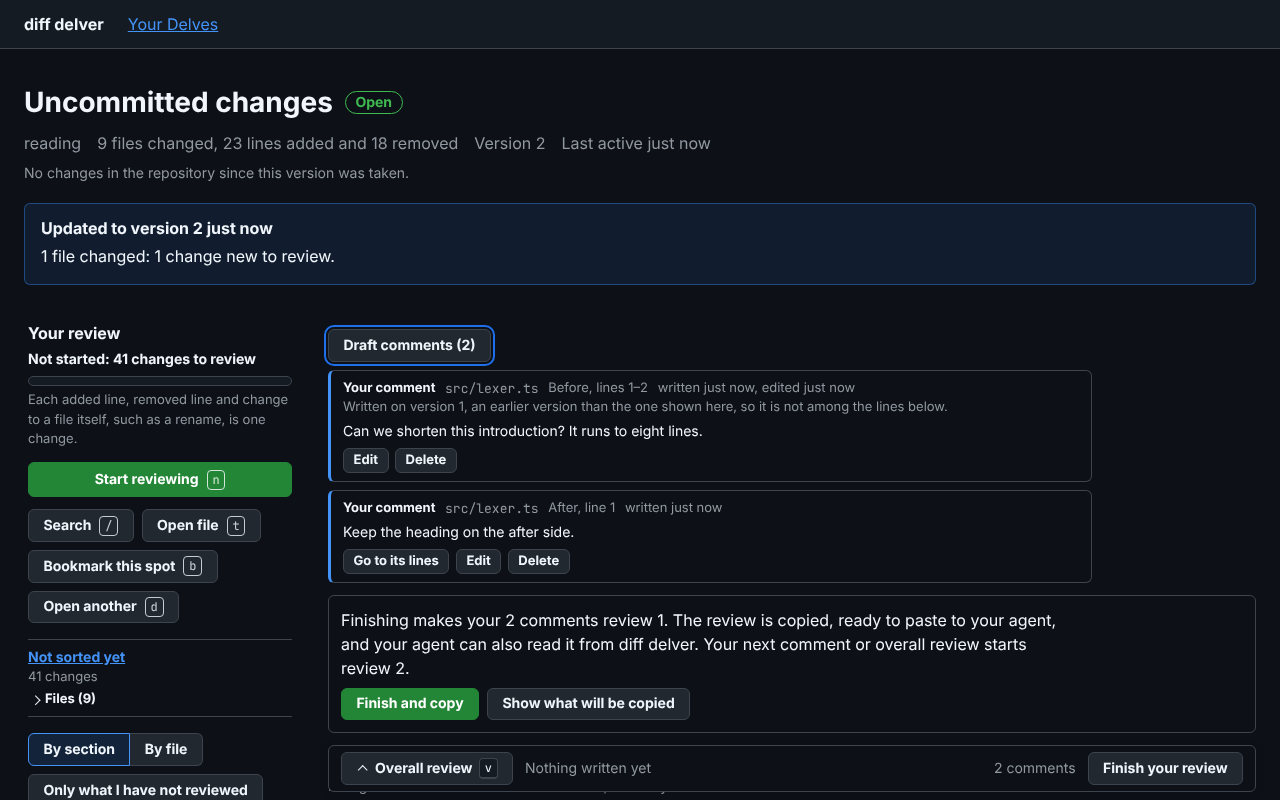 diff delver Your Delves
Uncommitted changes Open
reading 9 files changed, 23 lines added and 18 removed Version 2 Last active just now
No changes in the repository since this version was taken.
Updated to version 2 just now
1 file changed: 1 change new to review.
Your review
Not started: 41 changes to review
Each added line, removed line and change
to a file itself, such as a rename, is one
change.
Start reviewing n
Search / Open file t
Bookmark this spot b
Open another d
Not sorted yet
41 changes
Files (9)
By section By file
Only what I have not reviewed
Draft comments (2)
Your comment src/lexer.ts Before, lines 1–2 written just now, edited just now
Written on version 1, an earlier version than the one shown here, so it is not among the lines below.
Can we shorten this introduction? It runs to eight lines.
Edit Delete
Your comment src/lexer.ts After, line 1 written just now
Keep the heading on the after side.
Go to its lines Edit Delete
Finishing makes your 2 comments review 1. The review is copied, ready to paste to your agent,
and your agent can also read it from diff delver. Your next comment or overall review starts
review 2.
Finish and copy Show what will be copied
Overall review v Nothing written yet 2 comments Finish your review